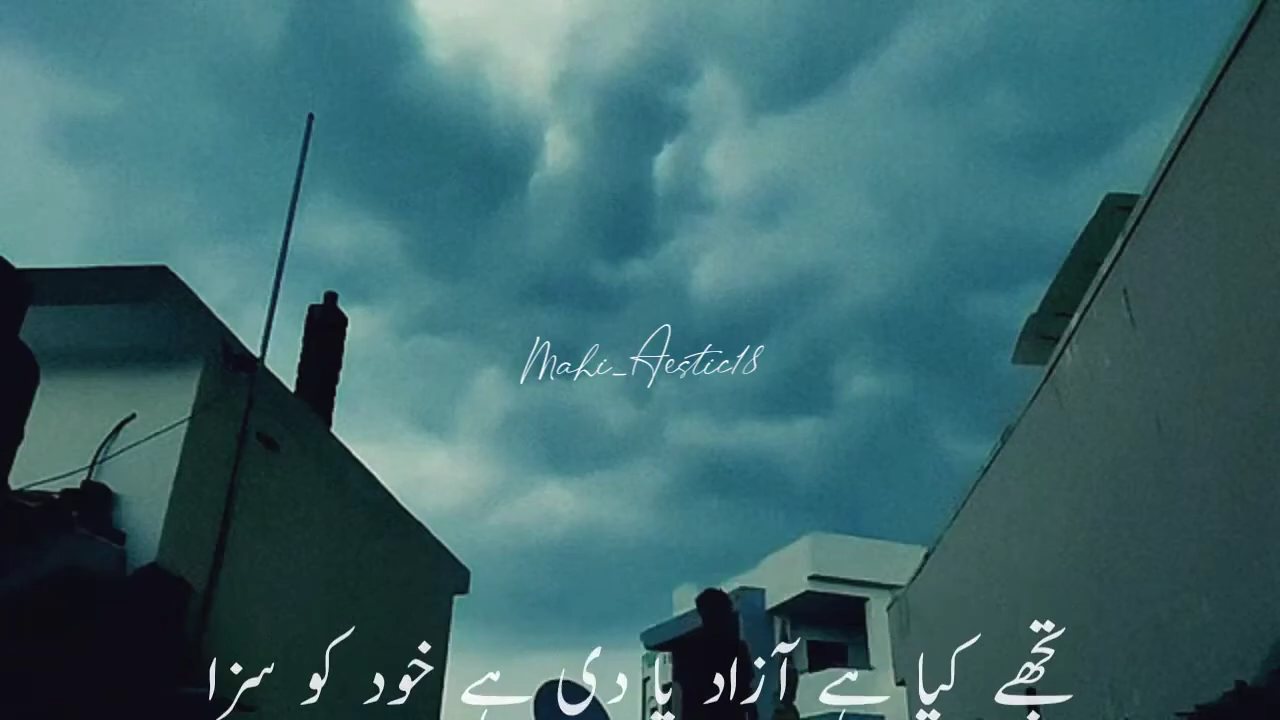 Mahi_Aestic18
تجھے کیا ہے آزاد یا دی ہے خود کو سزا